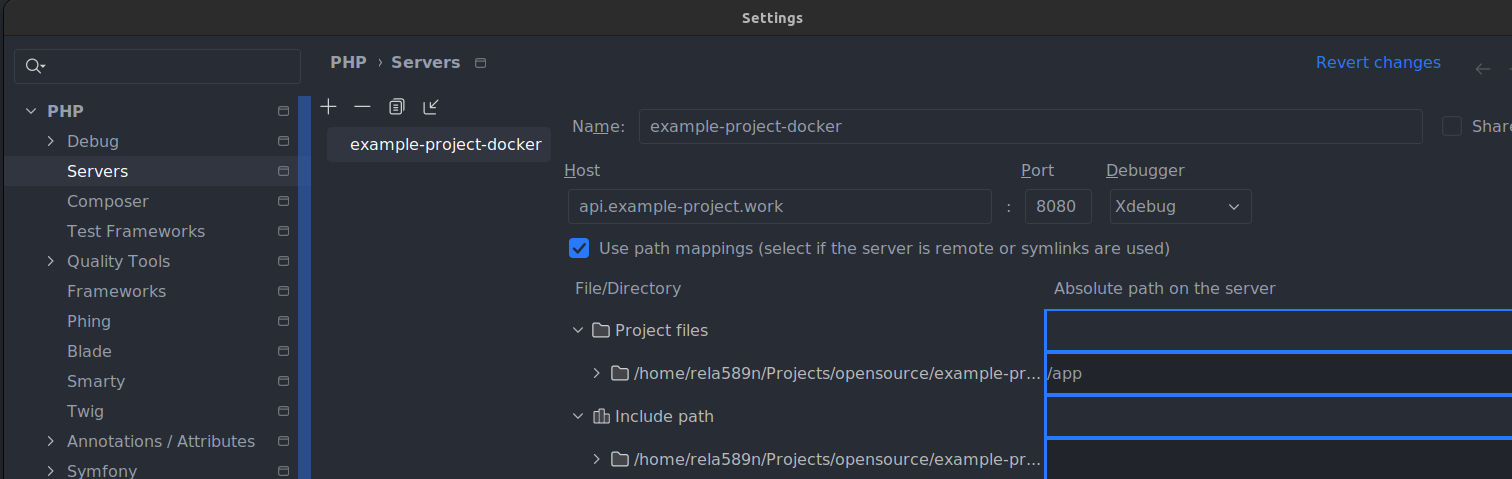 Settings
PHP › Servers
Revert changes
PHP
Debug
Servers
Composer
Test Frameworks
Quality Tools
Frameworks
Phing
Blade
Smarty
Twig
Annotations / Attributes
Symfony
example-project-docker
Name: example-project-docker Share
Host Port Debugger
api.example-project.work : 8080 Xdebug
Use path mappings (select if the server is remote or symlinks are used)
File/Directory Absolute path on the server
Project files
/home/rela589n/Projects/opensource/example-pr... /app
Include path
/home/rela589n/Projects/opensource/example-pr...